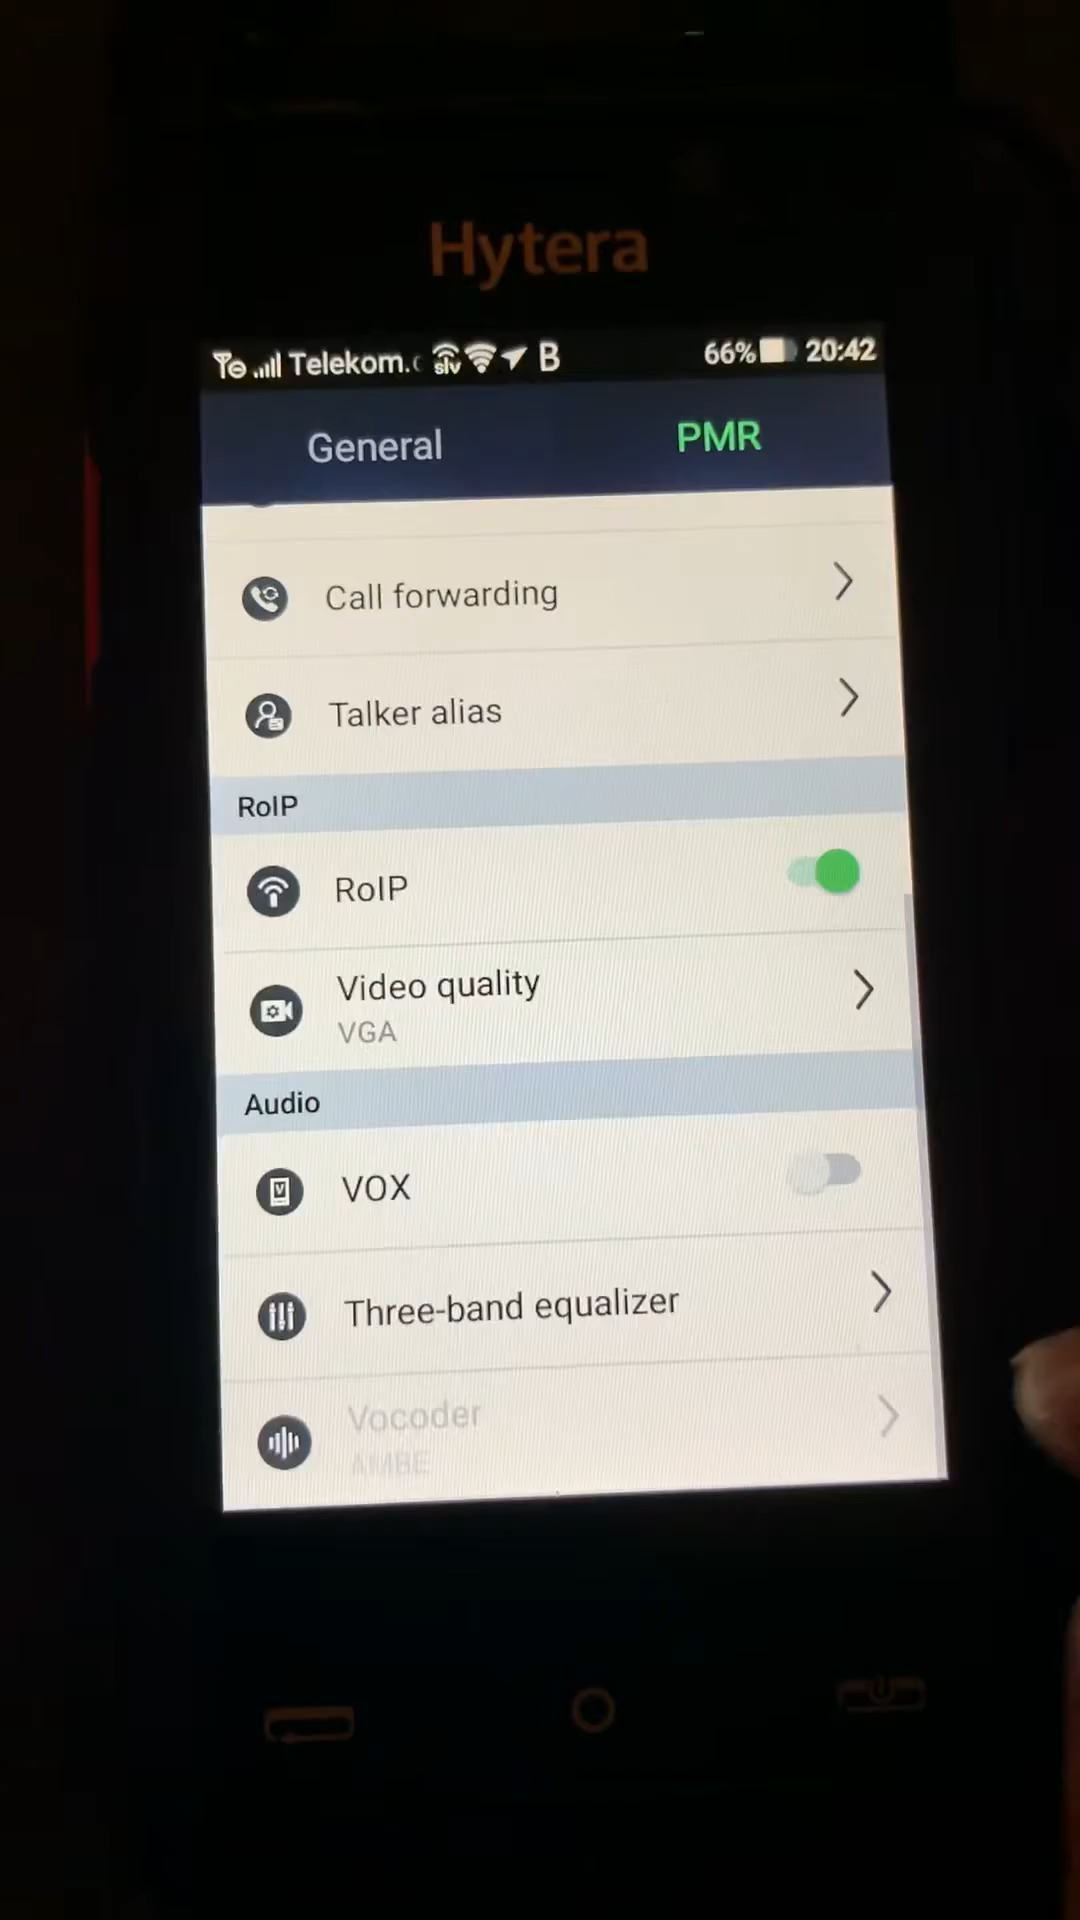 Hytera
Telekom. slv B 66% 20:42
General PMR
Call forwarding
Talker alias
RoIP
RoIP
Video quality
VGA
Audio
VOX
Three-band equalizer
Vocoder
AMBE